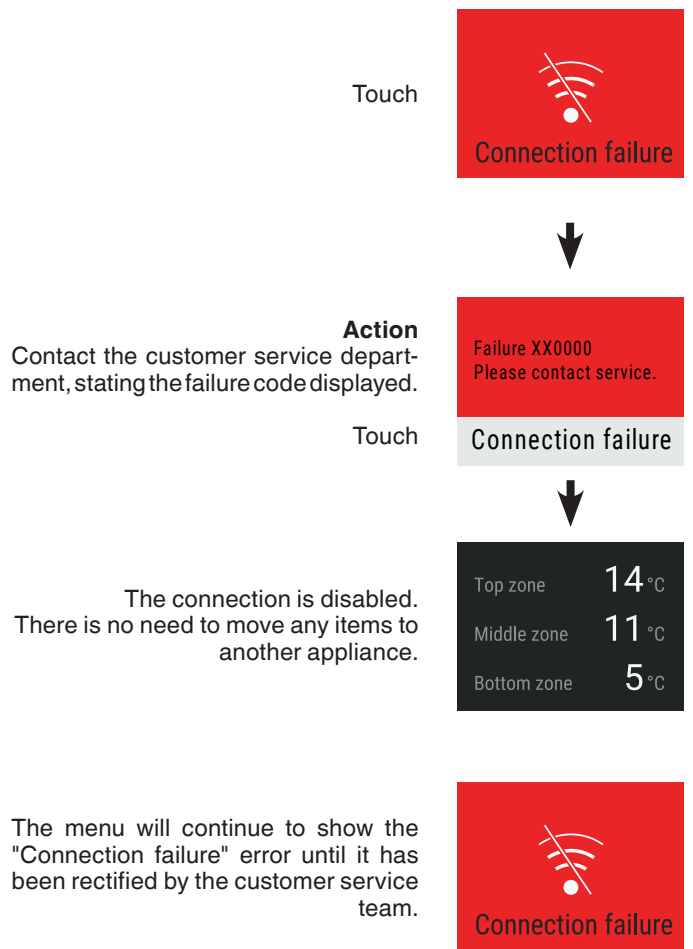 Touch
Connection failure
Action
Contact the customer service depart-
ment, stating the failure code displayed.
Failure XX0000
Please contact service.
Touch
Connection failure
The connection is disabled.
There is no need to move any items to
another appliance.
Top zone 14 °C
Middle zone 11 °C
Bottom zone 5 °C
The menu will continue to show the
"Connection failure" error until it has
been rectified by the customer service
team.
Connection failure